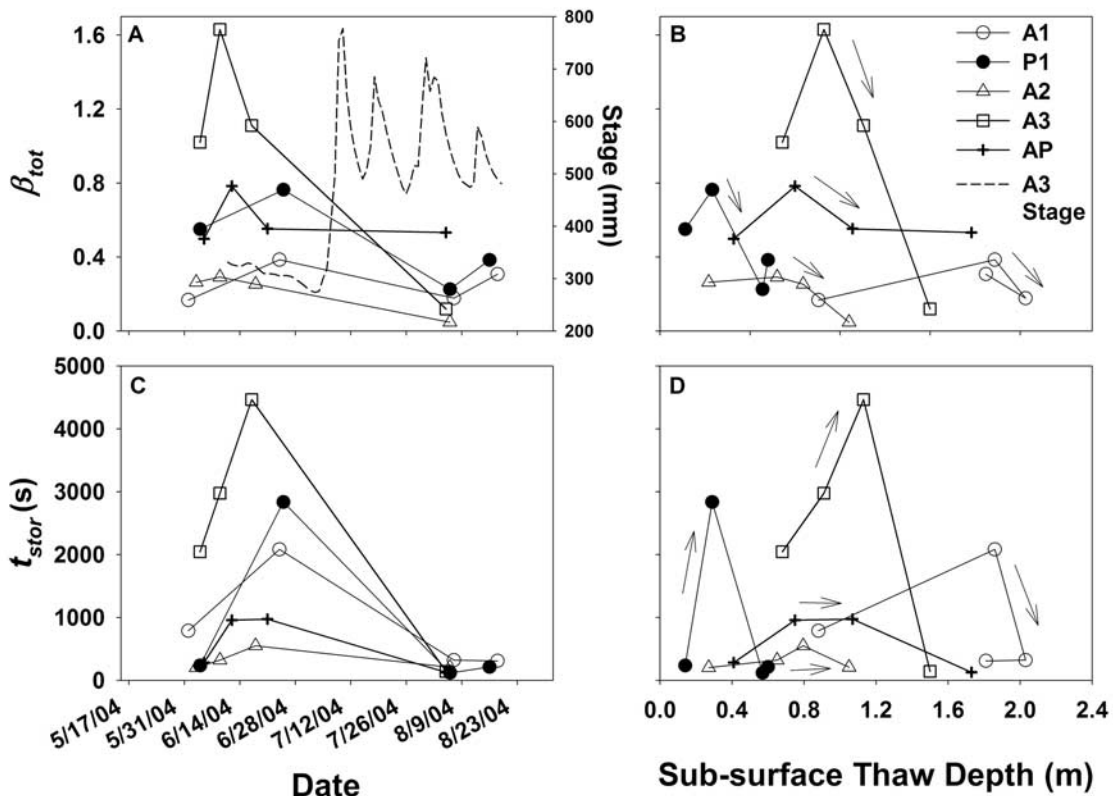 A
B
1.6
1.2
0.8
0.4
0.0
βtot
800
700
600
500
400
300
200
Stage (mm)
A1
P1
A2
A3
AP
A3
Stage
C
D
5000
4000
3000
2000
1000
0
tstor (s)
5/17/04
5/31/04
6/14/04
6/28/04
7/12/04
7/26/04
8/9/04
8/23/04
0.0 0.4 0.8 1.2 1.6 2.0 2.4
Date
Sub-surface Thaw Depth (m)